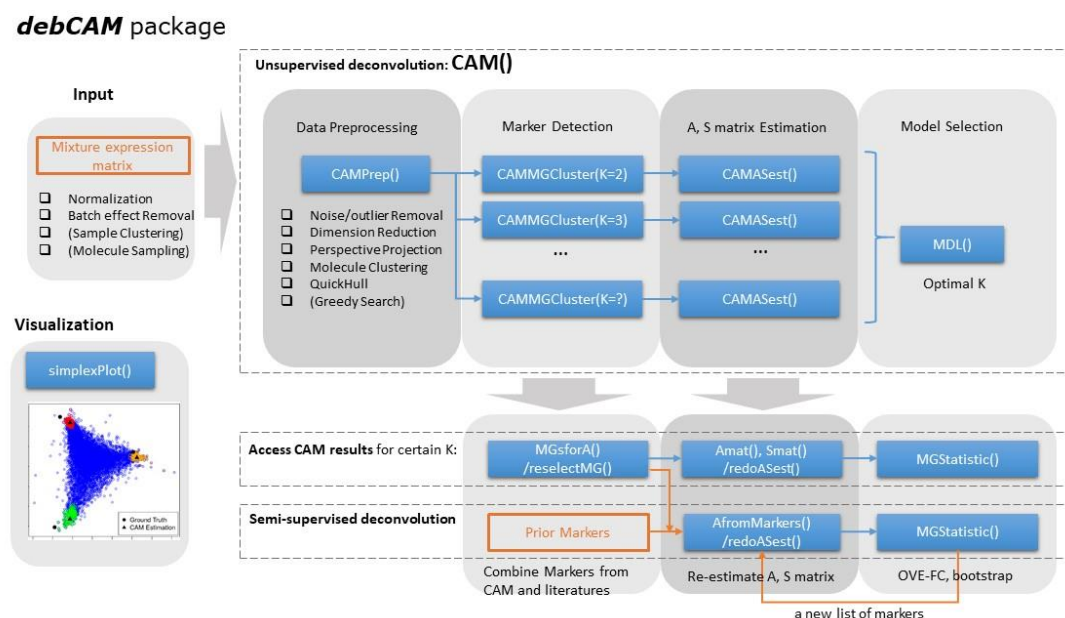 debCAM package
Input
Mixture expression
matrix
Normalization
Batch effect Removal
(Sample Clustering)
(Molecule Sampling)
Visualization
simplexPlot()
Ground Truth
CAM Estimation
Unsupervised deconvolution: CAM()
Data Preprocessing
CAMPrep()
Noise/outlier Removal
Dimension Reduction
Perspective Projection
Molecule Clustering
QuickHull
(Greedy Search)
Marker Detection
CAMMGCluster(K=2)
CAMMGCluster(K=3)
...
CAMMGCluster(K=?)
A, S matrix Estimation
CAMASest()
CAMASest()
...
CAMASest()
Model Selection
MDL()
Optimal K
Access CAM results for certain K:
MGsforA()
/reselectMG()
Amat(), Smat()
/redoASest()
MGStatistic()
Semi-supervised deconvolution
Prior Markers
AfromMarkers()
/redoASest()
MGStatistic()
Combine Markers from
CAM and literatures
Re-estimate A, S matrix
OVE-FC, bootstrap
a new list of markers